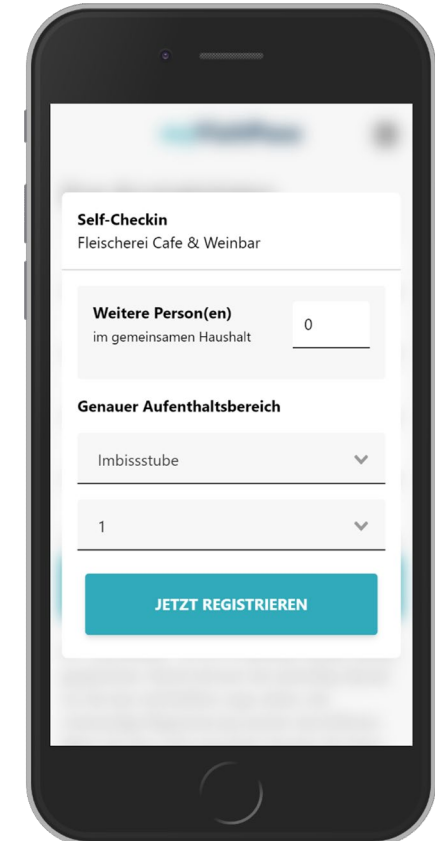 Self-Checkin
Fleischerei Cafe & Weinbar
Weitere Person(en)
im gemeinsamen Haushalt
0
Genauer Aufenthaltsbereich
Imbissstube
1
JETZT REGISTRIEREN